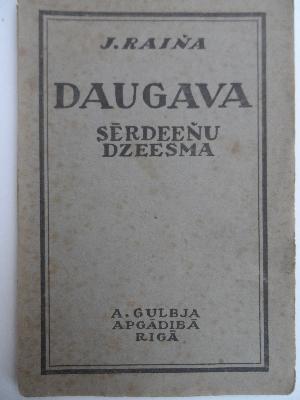 J. RAIŅA
DAUGAVA
SĒRDEEŅU
DZEESMA
A. GULBJA
APGĀDIBĀ
RIGĀ